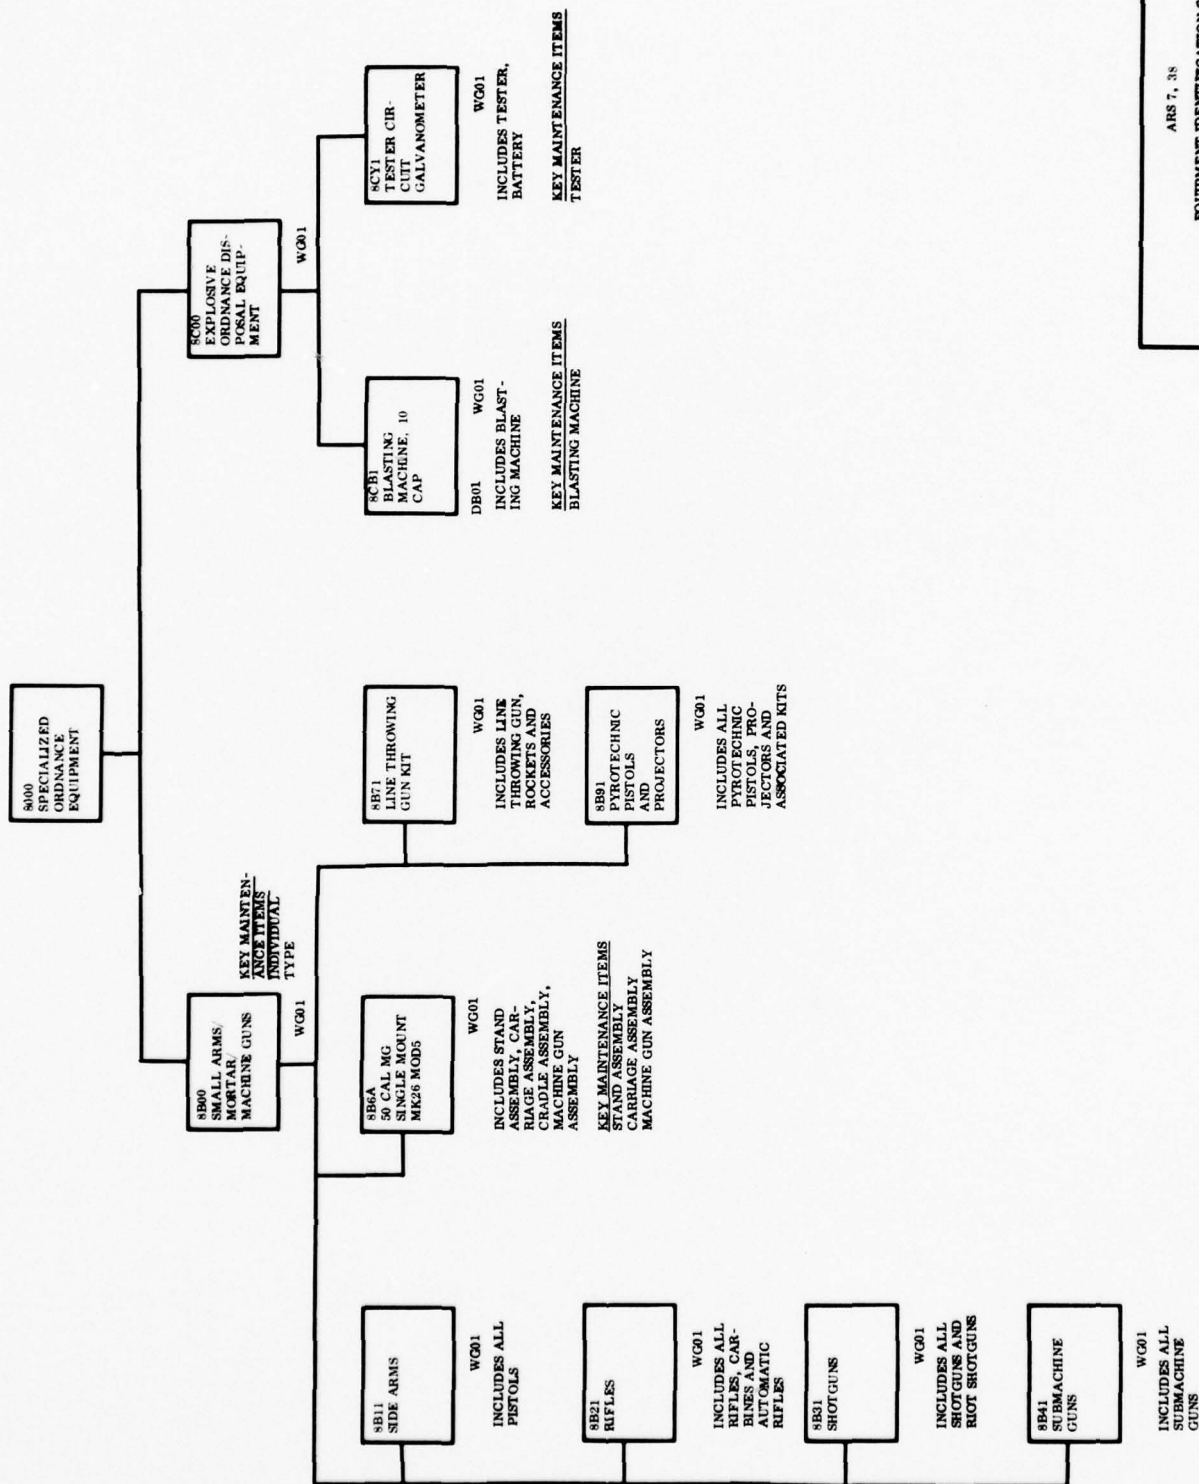 8000
SPECIALIZED
ORDNANCE
EQUIPMENT
8B00
SMALL ARMS/
MORTAR/
MACHINE GUNS
KEY MAINTEN-
ANCE ITEMS
INDIVIDUAL
TYPE
WG01
8C00
EXPLOSIVE
ORDNANCE DIS-
POSAL EQUIP-
MENT
WG01
8B11
SIDE ARMS
WG01
INCLUDES ALL
PISTOLS
8B21
RIFLES
WG01
INCLUDES ALL
RIFLES, CAR-
BINES AND
AUTOMATIC
RIFLES
8B31
SHOTGUNS
WG01
INCLUDES ALL
SHOTGUNS AND
RIOT SHOTGUNS
8B41
SUBMACHINE
GUNS
WG01
INCLUDES ALL
SUBMACHINE
GUNS
8B6A
50 CAL MG
SINGLE MOUNT
MK26 MOD5
WG01
INCLUDES STAND
ASSEMBLY, CAR-
RIAGE ASSEMBLY,
CRADLE ASSEMBLY,
MACHINE GUN
ASSEMBLY
KEY MAINTENANCE ITEMS
STAND ASSEMBLY
CARRIAGE ASSEMBLY
MACHINE GUN ASSEMBLY
8B71
LINE THROWING
GUN KIT
WG01
INCLUDES LINE
THROWING GUN,
ROCKETS AND
ACCESSORIES
8B91
PYROTECHNIC
PISTOLS
AND
PROJECTORS
WG01
INCLUDES ALL
PYROTECHNIC
PISTOLS, PRO-
JECTORS AND
ASSOCIATED KITS
8CB1
BLASTING
MACHINE, 10
CAP
DB01 WG01
INCLUDES BLAST-
ING MACHINE
KEY MAINTENANCE ITEMS
BLASTING MACHINE
8CY1
TESTER CIR-
CUIT
GALVANOMETER
WG01
INCLUDES TESTER,
BATTERY
KEY MAINTENANCE ITEMS
TESTER
ARS 7, 38